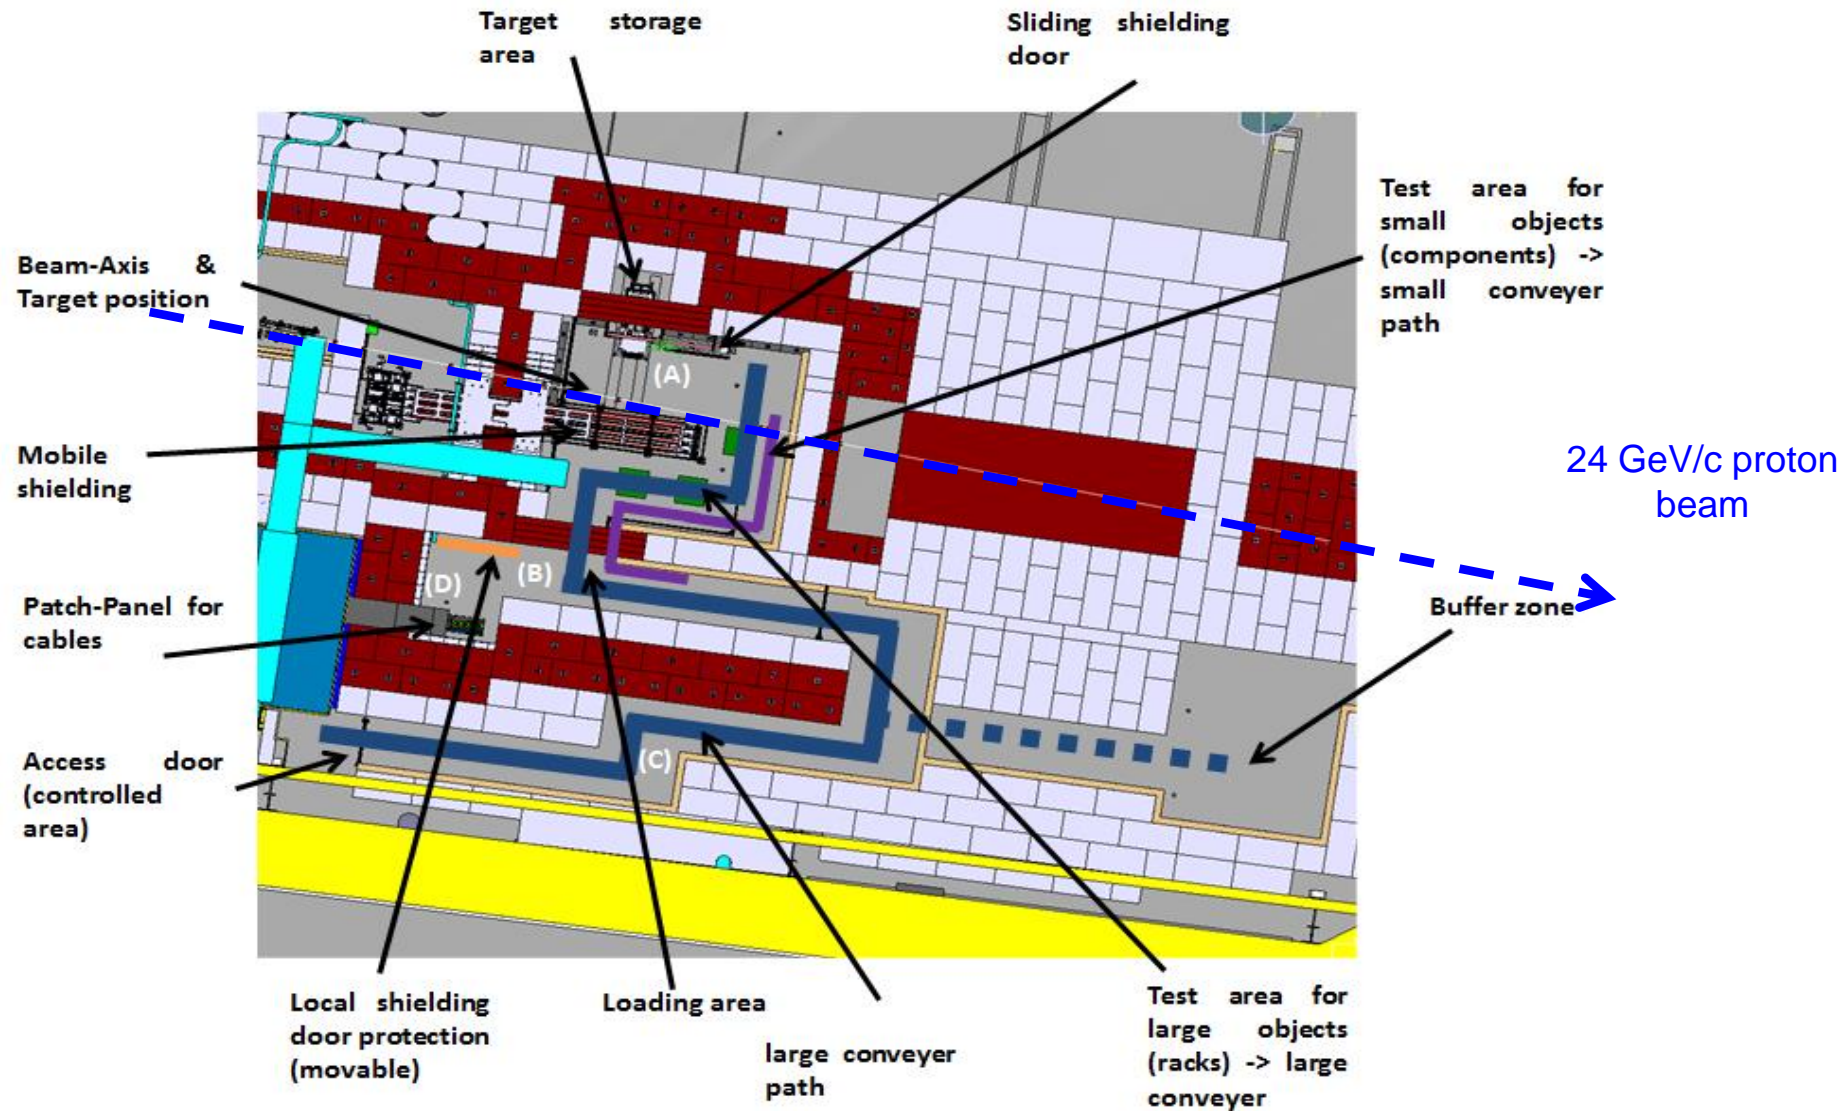 Target storage
area
Sliding shielding
door
Test area for
small objects
(components) ->
small conveyer
path
Beam-Axis &
Target position
(A)
Mobile
shielding
24 GeV/c proton
beam
(B)
(D)
Patch-Panel for
cables
Buffer zone
Access door
(controlled
area)
(C)
Local shielding
door protection
(movable)
Loading area
large conveyer
path
Test area for
large objects
(racks) -> large
conveyer